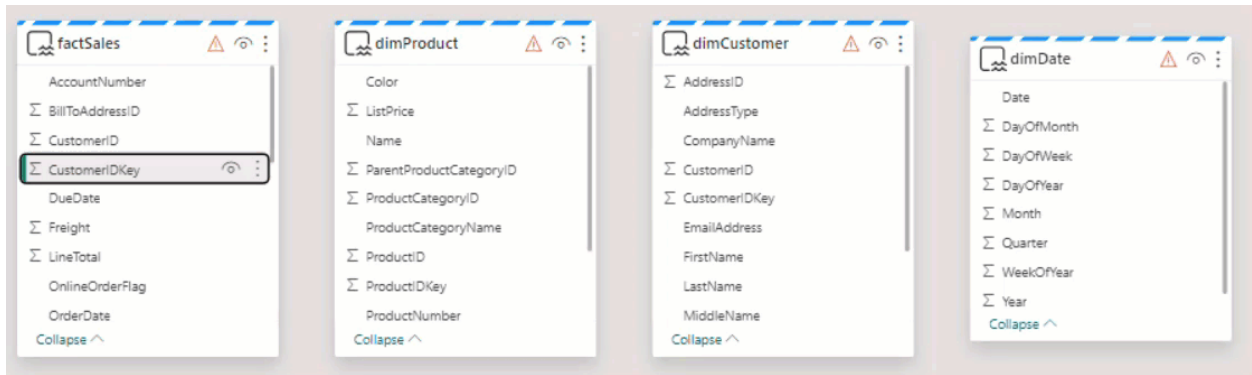 factSales
AccountNumber
Σ BillToAddressID
Σ CustomerID
Σ CustomerIDKey
DueDate
Σ Freight
Σ LineTotal
OnlineOrderFlag
OrderDate
Collapse
dimProduct
Color
Σ ListPrice
Name
Σ ParentProductCategoryID
Σ ProductCategoryID
ProductCategoryName
Σ ProductID
Σ ProductIDKey
ProductNumber
Collapse
dimCustomer
Σ AddressID
AddressType
CompanyName
Σ CustomerID
Σ CustomerIDKey
EmailAddress
FirstName
LastName
MiddleName
Collapse
dimDate
Date
Σ DayOfMonth
Σ DayOfWeek
Σ DayOfYear
Σ Month
Σ Quarter
Σ WeekOfYear
Σ Year
Collapse